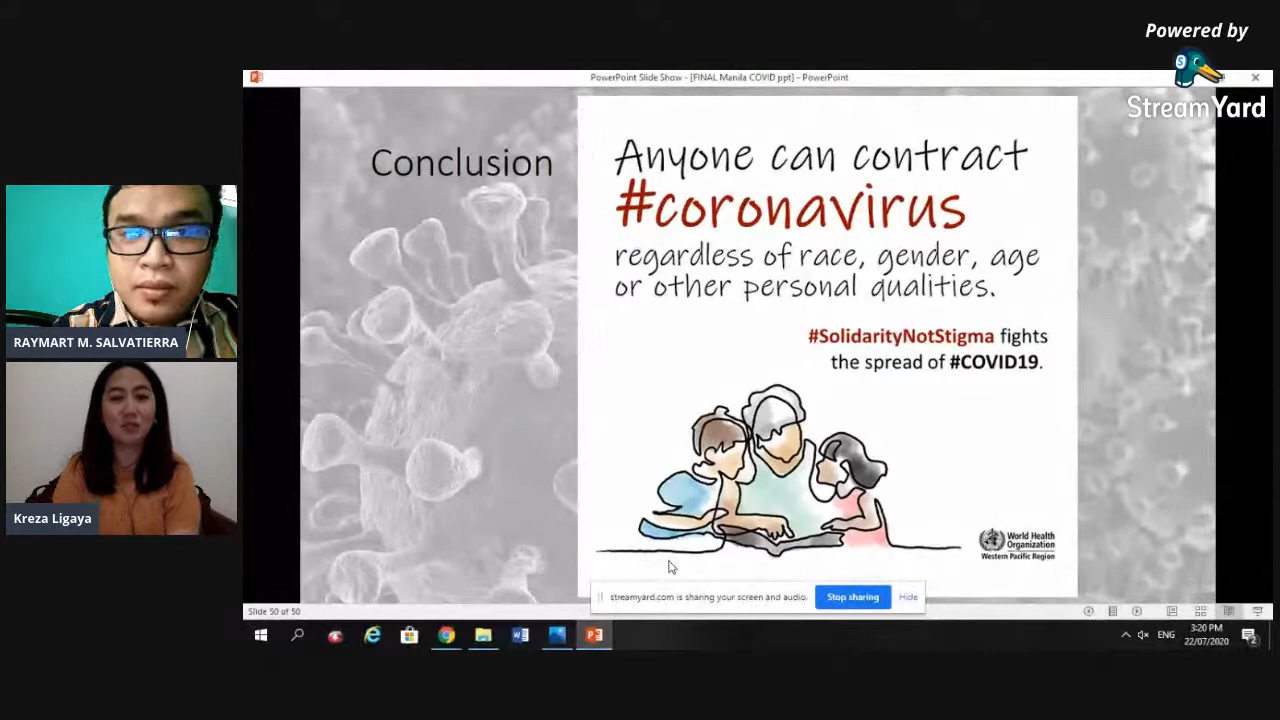 Powered by
StreamYard
PowerPoint Slide Show - [FINAL Manila COVID ppt] - PowerPoint
Conclusion
Anyone can contract
#coronavirus
regardless of race, gender, age
or other personal qualities.
#SolidarityNotStigma fights
the spread of #COVID19.
World Health
Organization
Western Pacific Region
RAYMART M. SALVATIERRA
Kreza Ligaya
streamyard.com is sharing your screen and audio.
Stop sharing
Hide
Slide 50 of 50
ENG
3:20 PM
22/07/2020
2